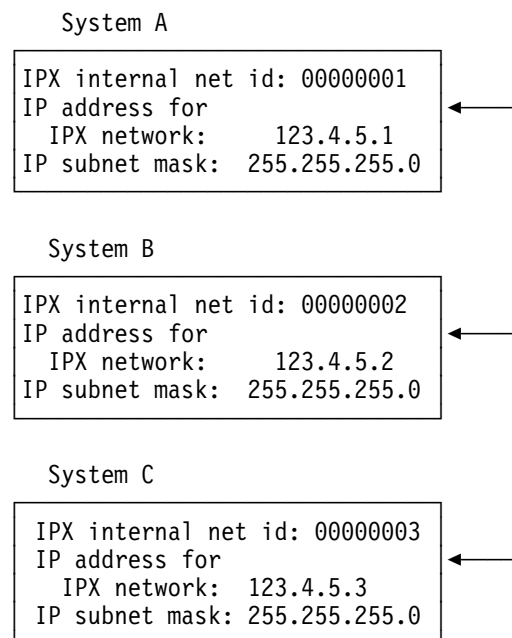 System A
IPX internal net id: 00000001
IP address for
IPX network: 123.4.5.1
IP subnet mask: 255.255.255.0
System B
IPX internal net id: 00000002
IP address for
IPX network: 123.4.5.2
IP subnet mask: 255.255.255.0
System C
IPX internal net id: 00000003
IP address for
IPX network: 123.4.5.3
IP subnet mask: 255.255.255.0